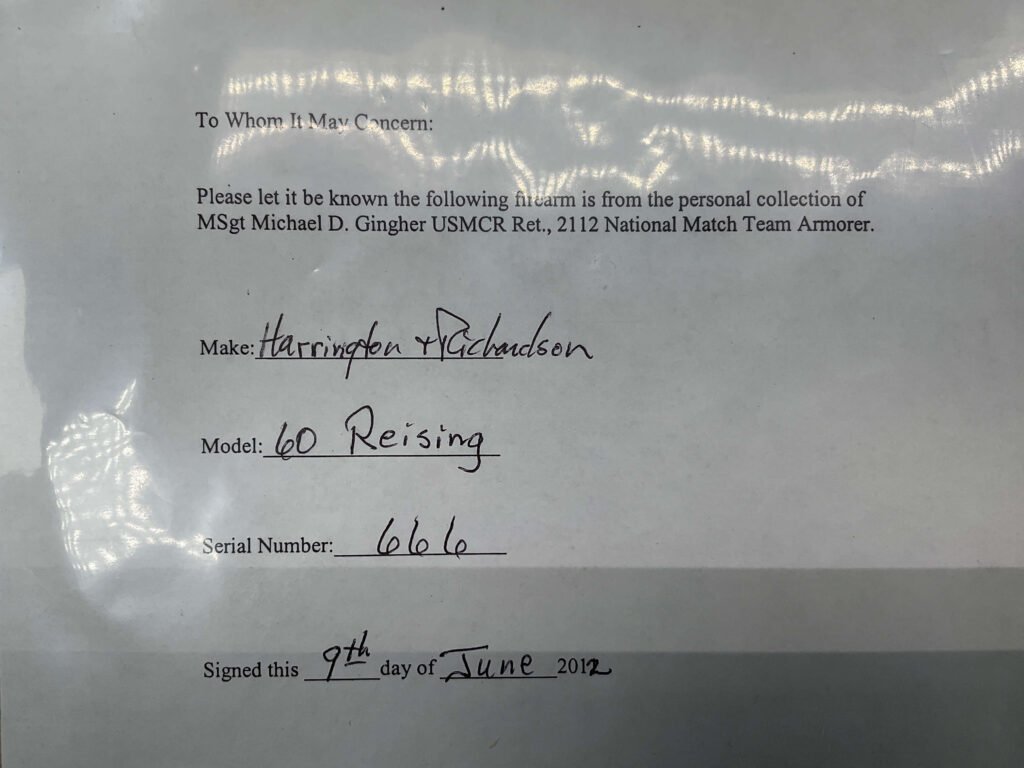 To Whom It May Concern:
Please let it be known the following firearm is from the personal collection of
MSgt Michael D. Gingher USMCR Ret., 2112 National Match Team Armorer.
Make: Harrington + Richardson
Model: 60 Reising
Serial Number: 666
Signed this 9th day of June 2012